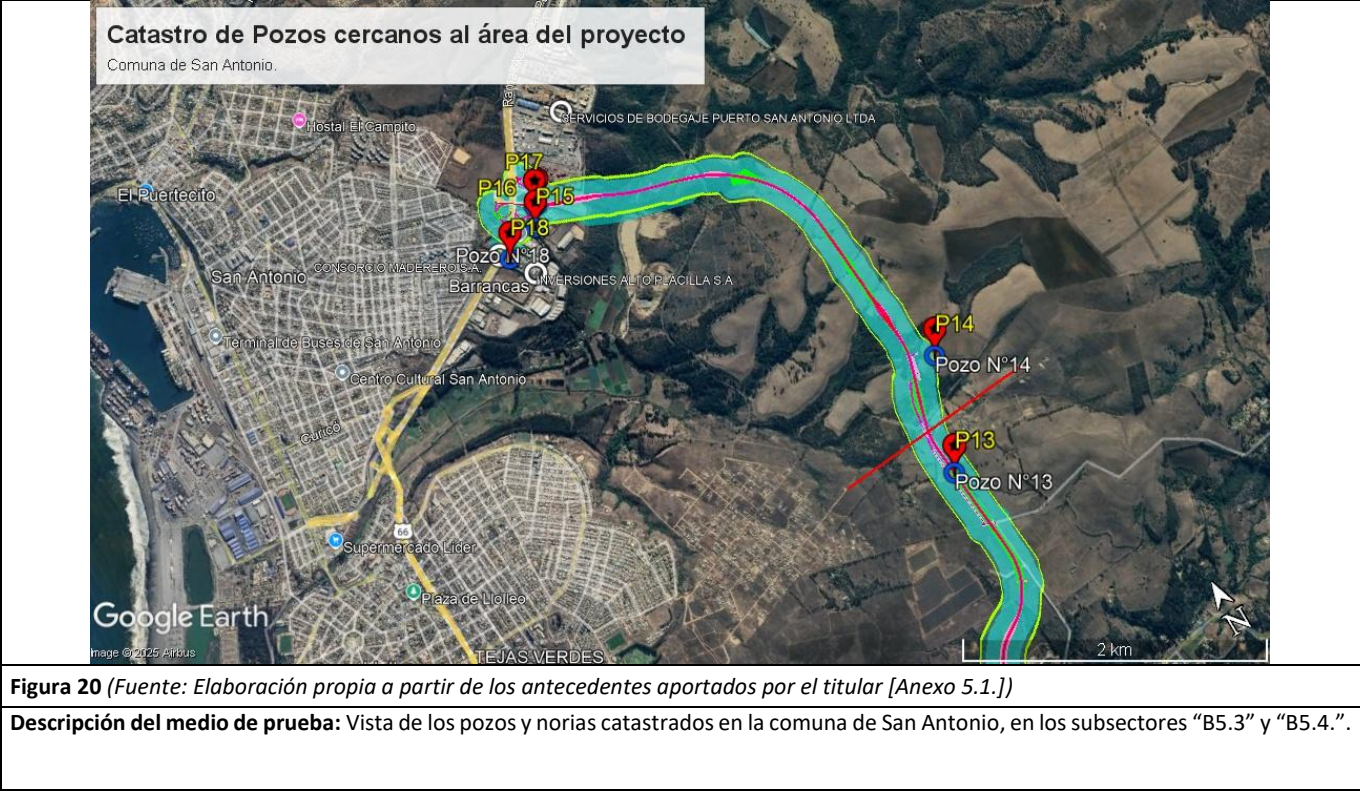 Catastro de Pozos cercanos al área del proyecto
Comuna de San Antonio.
Hostal El Campito
SERVICIOS DE BODEGAJE PUERTO SAN ANTONIO LTDA
P17
P16
P15
El Puertecito
P18
Pozo N°18
CONSORCIO MADERERO S.A.
San Antonio
INVERSIONES ALTO PLACILLA S A
Barrancas
P14
Terminal de Buses de San Antonio
Pozo N°14
Centro Cultural San Antonio
Curicó
P13
Pozo N°13
66
Supermercado Lider
Plaza de Llolleo
Google Earth
N
2 km
mage © 2025 Airbus
TEJAS VERDES
Figura 20 (Fuente: Elaboración propia a partir de los antecedentes aportados por el titular [Anexo 5.1.])
Descripción del medio de prueba: Vista de los pozos y norias catastrados en la comuna de San Antonio, en los subsectores “B5.3” y “B5.4.”.